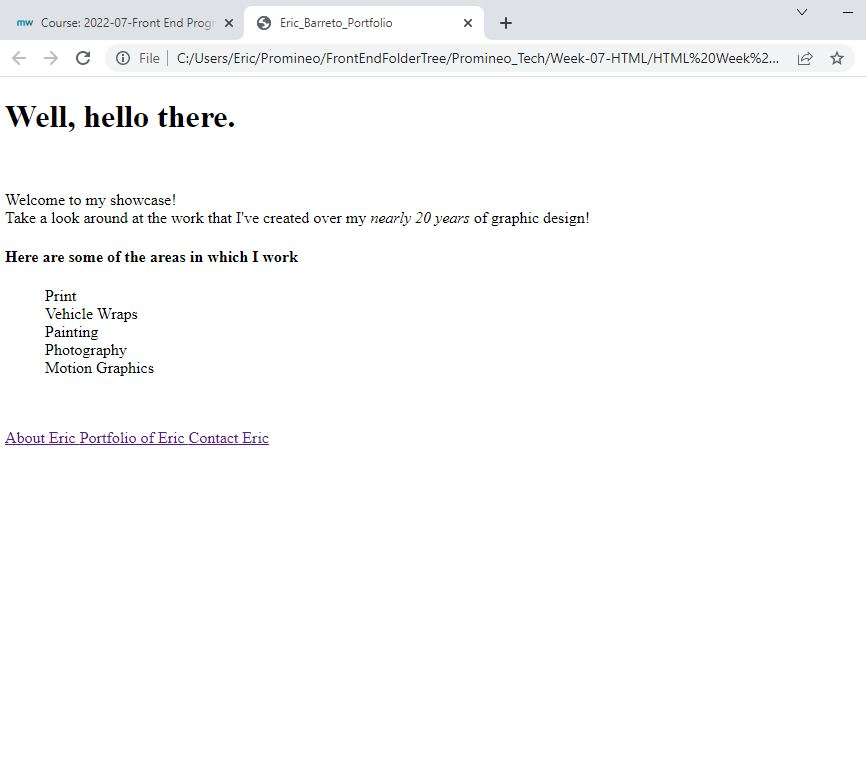 mw Course: 2022-07-Front End Prog
Eric_Barreto_Portfolio
File
C:/Users/Eric/Promineo/FrontEndFolderTree/Promineo_Tech/Week-07-HTML/HTML%20Week%2...
Well, hello there.
Welcome to my showcase!
Take a look around at the work that I've created over my nearly 20 years of graphic design!
Here are some of the areas in which I work
Print
Vehicle Wraps
Painting
Photography
Motion Graphics
About Eric Portfolio of Eric Contact Eric